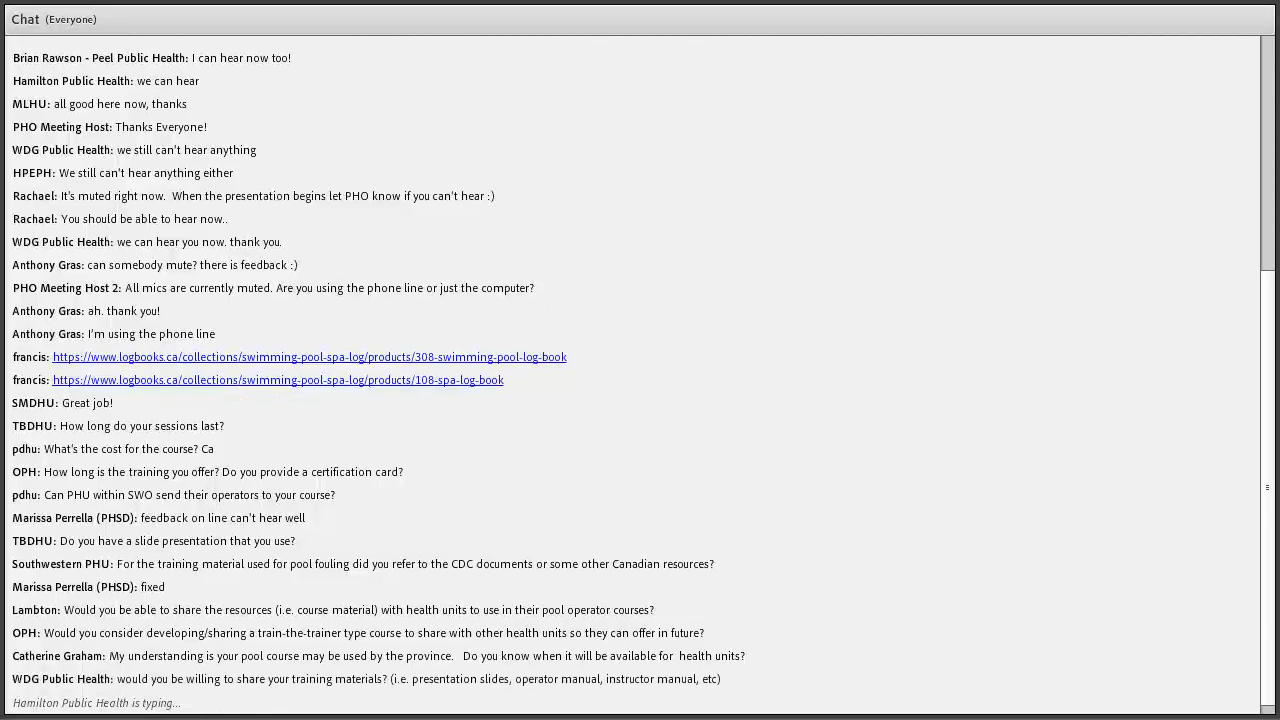 Chat (Everyone)
Brian Rawson - Peel Public Health: I can hear now too!
Hamilton Public Health: we can hear
MLHU: all good here now, thanks
PHO Meeting Host: Thanks Everyone!
WDG Public Health: we still can't hear anything
HPEPH: We still can't hear anything either
Rachael: It's muted right now.  When the presentation begins let PHO know if you can't hear :)
Rachael: You should be able to hear now..
WDG Public Health: we can hear you now. thank you.
Anthony Gras: can somebody mute? there is feedback :)
PHO Meeting Host 2: All mics are currently muted. Are you using the phone line or just the computer?
Anthony Gras: ah. thank you!
Anthony Gras: I'm using the phone line
francis: https://www.logbooks.ca/collections/swimming-pool-spa-log/products/308-swimming-pool-log-book
francis: https://www.logbooks.ca/collections/swimming-pool-spa-log/products/108-spa-log-book
SMDHU: Great job!
TBDHU: How long do your sessions last?
pdhu: What's the cost for the course? Ca
OPH: How long is the training you offer? Do you provide a certification card?
pdhu: Can PHU within SWO send their operators to your course?
Marissa Perrella (PHSD): feedback on line can't hear well
TBDHU: Do you have a slide presentation that you use?
Southwestern PHU: For the training material used for pool fouling did you refer to the CDC documents or some other Canadian resources?
Marissa Perrella (PHSD): fixed
Lambton: Would you be able to share the resources (i.e. course material) with health units to use in their pool operator courses?
OPH: Would you consider developing/sharing a train-the-trainer type course to share with other health units so they can offer in future?
Catherine Graham: My understanding is your pool course may be used by the province.   Do you know when it will be available for  health units?
WDG Public Health: would you be willing to share your training materials? (i.e. presentation slides, operator manual, instructor manual, etc)
Hamilton Public Health is typing...